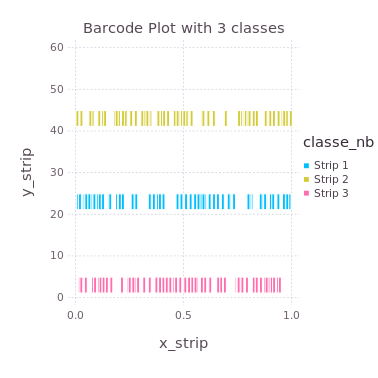 Barcode Plot with 3 classes
60
50
40
30
20
10
0
y_strip
0.0
0.5
1.0
x_strip
classe_nb
Strip 1
Strip 2
Strip 3